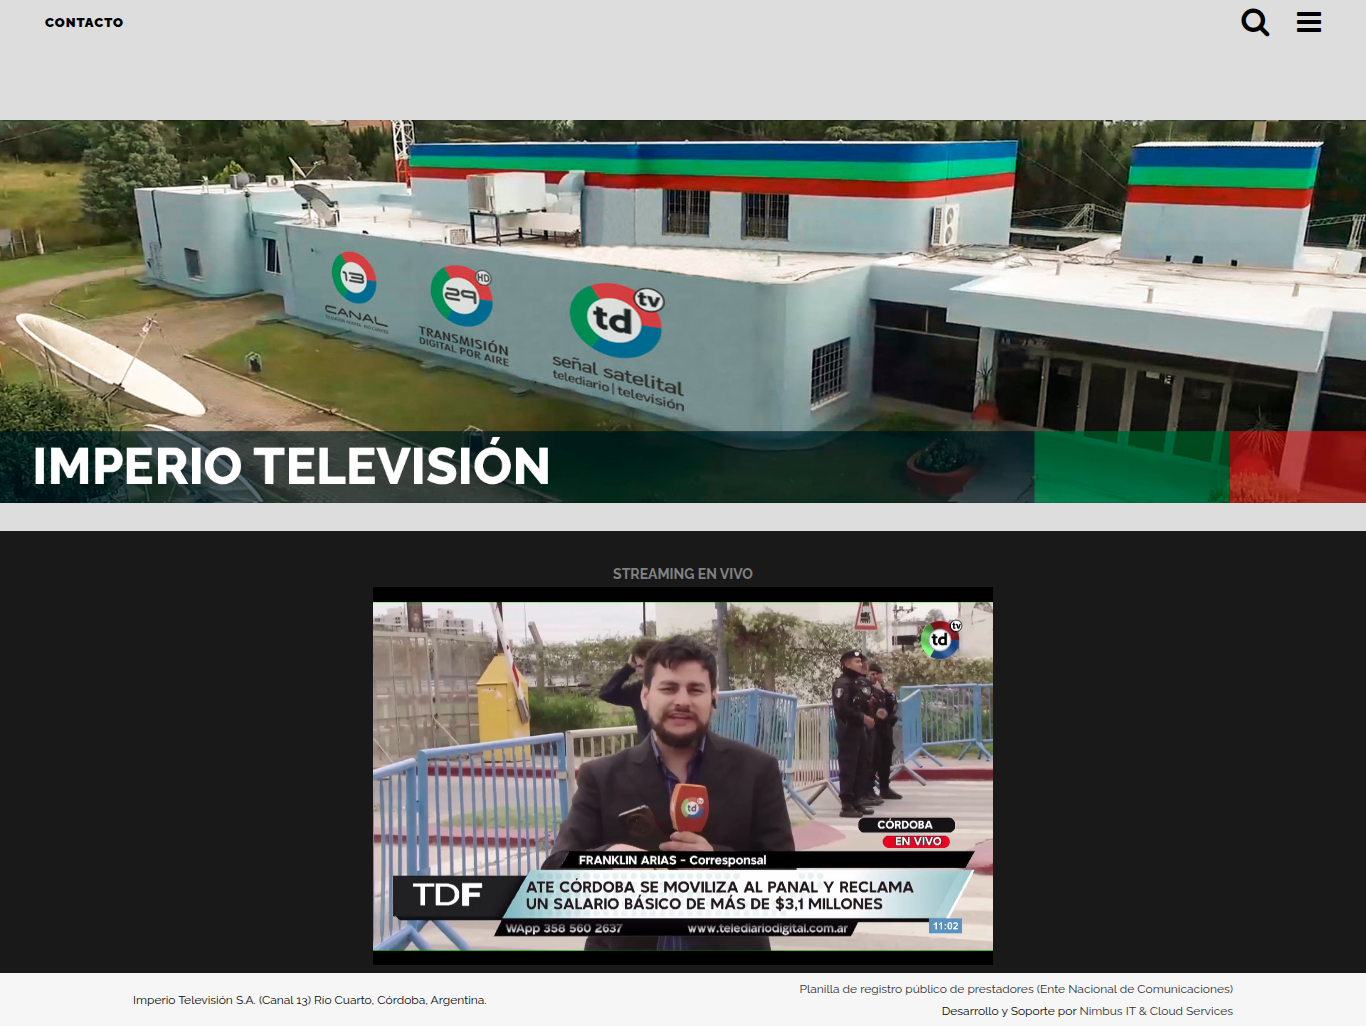 CONTACTO
13
CANAL
29 HD
TRANSMISIÓN
DIGITAL POR AIRE
td tv
señal satelital
telediario | televisión
IMPERIO TELEVISIÓN
STREAMING EN VIVO
td tv
td
CÓRDOBA
EN VIVO
FRANKLIN ARIAS - Corresponsal
TDF
ATE CÓRDOBA SE MOVILIZA AL PANAL Y RECLAMA
UN SALARIO BÁSICO DE MÁS DE $3,1 MILLONES
WApp 358 560 2637 www.telediariodigital.com.ar
11:02
Imperio Televisión S.A. (Canal 13) Río Cuarto, Córdoba, Argentina.
Planilla de registro público de prestadores (Ente Nacional de Comunicaciones)
Desarrollo y Soporte por Nimbus IT & Cloud Services